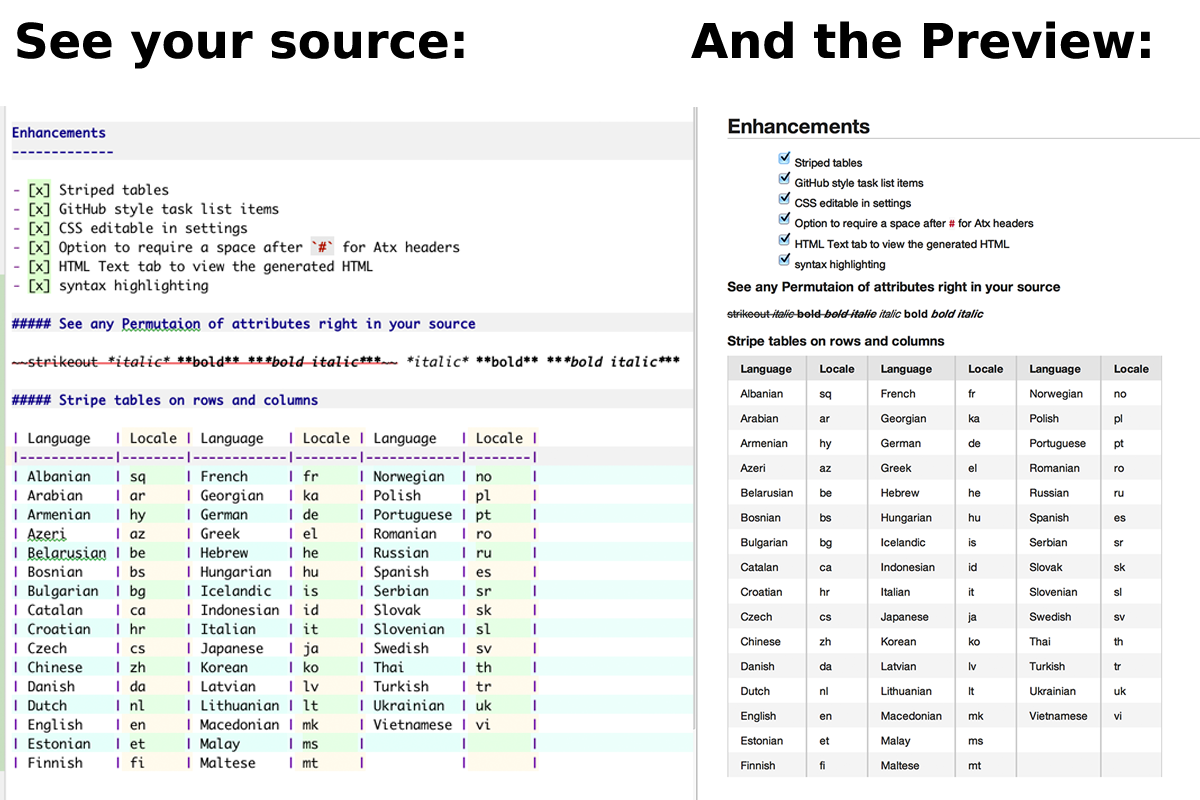 See your source:
And the Preview:
Enhancements
-------------
- [x] Striped tables
- [x] GitHub style task list items
- [x] CSS editable in settings
- [x] Option to require a space after `#` for Atx headers
- [x] HTML Text tab to view the generated HTML
- [x] syntax highlighting
##### See any Permutaion of attributes right in your source
~~strikeout *italic* **bold** ***bold italic***~~ *italic* **bold** ***bold italic***
##### Stripe tables on rows and columns
| Language | Locale | Language | Locale | Language | Locale |
|------------|--------|------------|--------|------------|--------|
| Albanian | sq | French | fr | Norwegian | no |
| Arabian | ar | Georgian | ka | Polish | pl |
| Armenian | hy | German | de | Portuguese | pt |
| Azeri | az | Greek | el | Romanian | ro |
| Belarusian | be | Hebrew | he | Russian | ru |
| Bosnian | bs | Hungarian | hu | Spanish | es |
| Bulgarian | bg | Icelandic | is | Serbian | sr |
| Catalan | ca | Indonesian | id | Slovak | sk |
| Croatian | hr | Italian | it | Slovenian | sl |
| Czech | cs | Japanese | ja | Swedish | sv |
| Chinese | zh | Korean | ko | Thai | th |
| Danish | da | Latvian | lv | Turkish | tr |
| Dutch | nl | Lithuanian | lt | Ukrainian | uk |
| English | en | Macedonian | mk | Vietnamese | vi |
| Estonian | et | Malay | ms | | |
| Finnish | fi | Maltese | mt | | |
Enhancements
Striped tables
GitHub style task list items
CSS editable in settings
Option to require a space after # for Atx headers
HTML Text tab to view the generated HTML
syntax highlighting
See any Permutaion of attributes right in your source
strikeout italic bold bold italic italic bold bold italic
Stripe tables on rows and columns
Language Locale Language Locale Language Locale
Albanian sq French fr Norwegian no
Arabian ar Georgian ka Polish pl
Armenian hy German de Portuguese pt
Azeri az Greek el Romanian ro
Belarusian be Hebrew he Russian ru
Bosnian bs Hungarian hu Spanish es
Bulgarian bg Icelandic is Serbian sr
Catalan ca Indonesian id Slovak sk
Croatian hr Italian it Slovenian sl
Czech cs Japanese ja Swedish sv
Chinese zh Korean ko Thai th
Danish da Latvian lv Turkish tr
Dutch nl Lithuanian lt Ukrainian uk
English en Macedonian mk Vietnamese vi
Estonian et Malay ms
Finnish fi Maltese mt